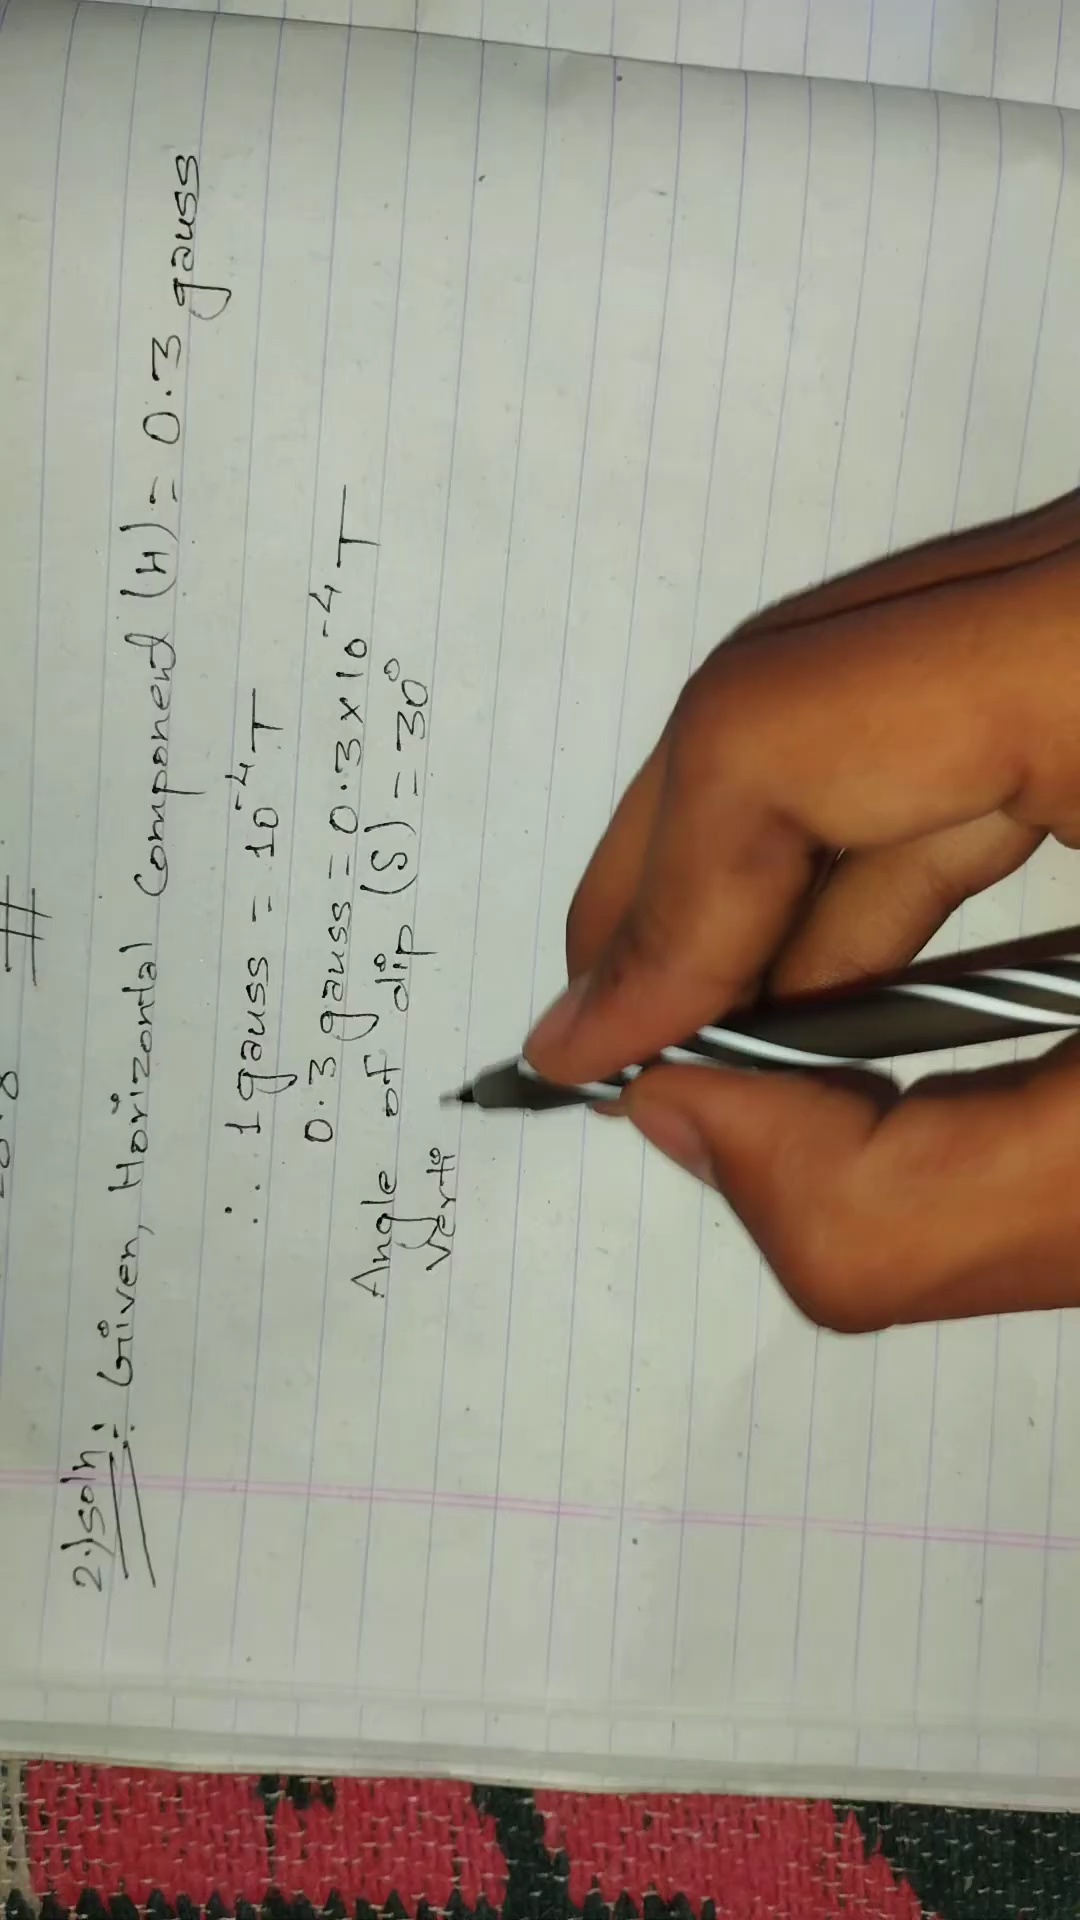 2.) Soln: Given, Horizontal Component (H) = 0.3 gauss
∴ 1 gauss = 10⁻⁴ T
0.3 gauss = 0.3 x 10⁻⁴ T
Angle of dip (δ) = 30°
Verti